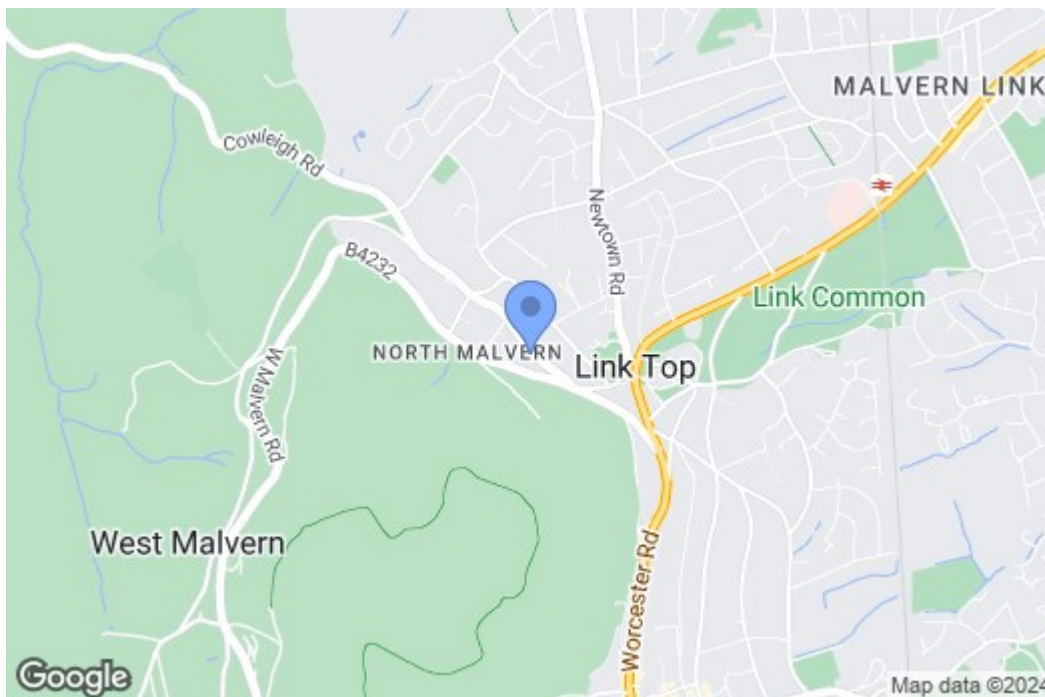 MALVERN LINK
Cowleigh Rd
Newtown Rd
B4232
Link Common
NORTH MALVERN
Link Top
W Malvern Rd
West Malvern
Worcester Rd
Google
Map data ©2024